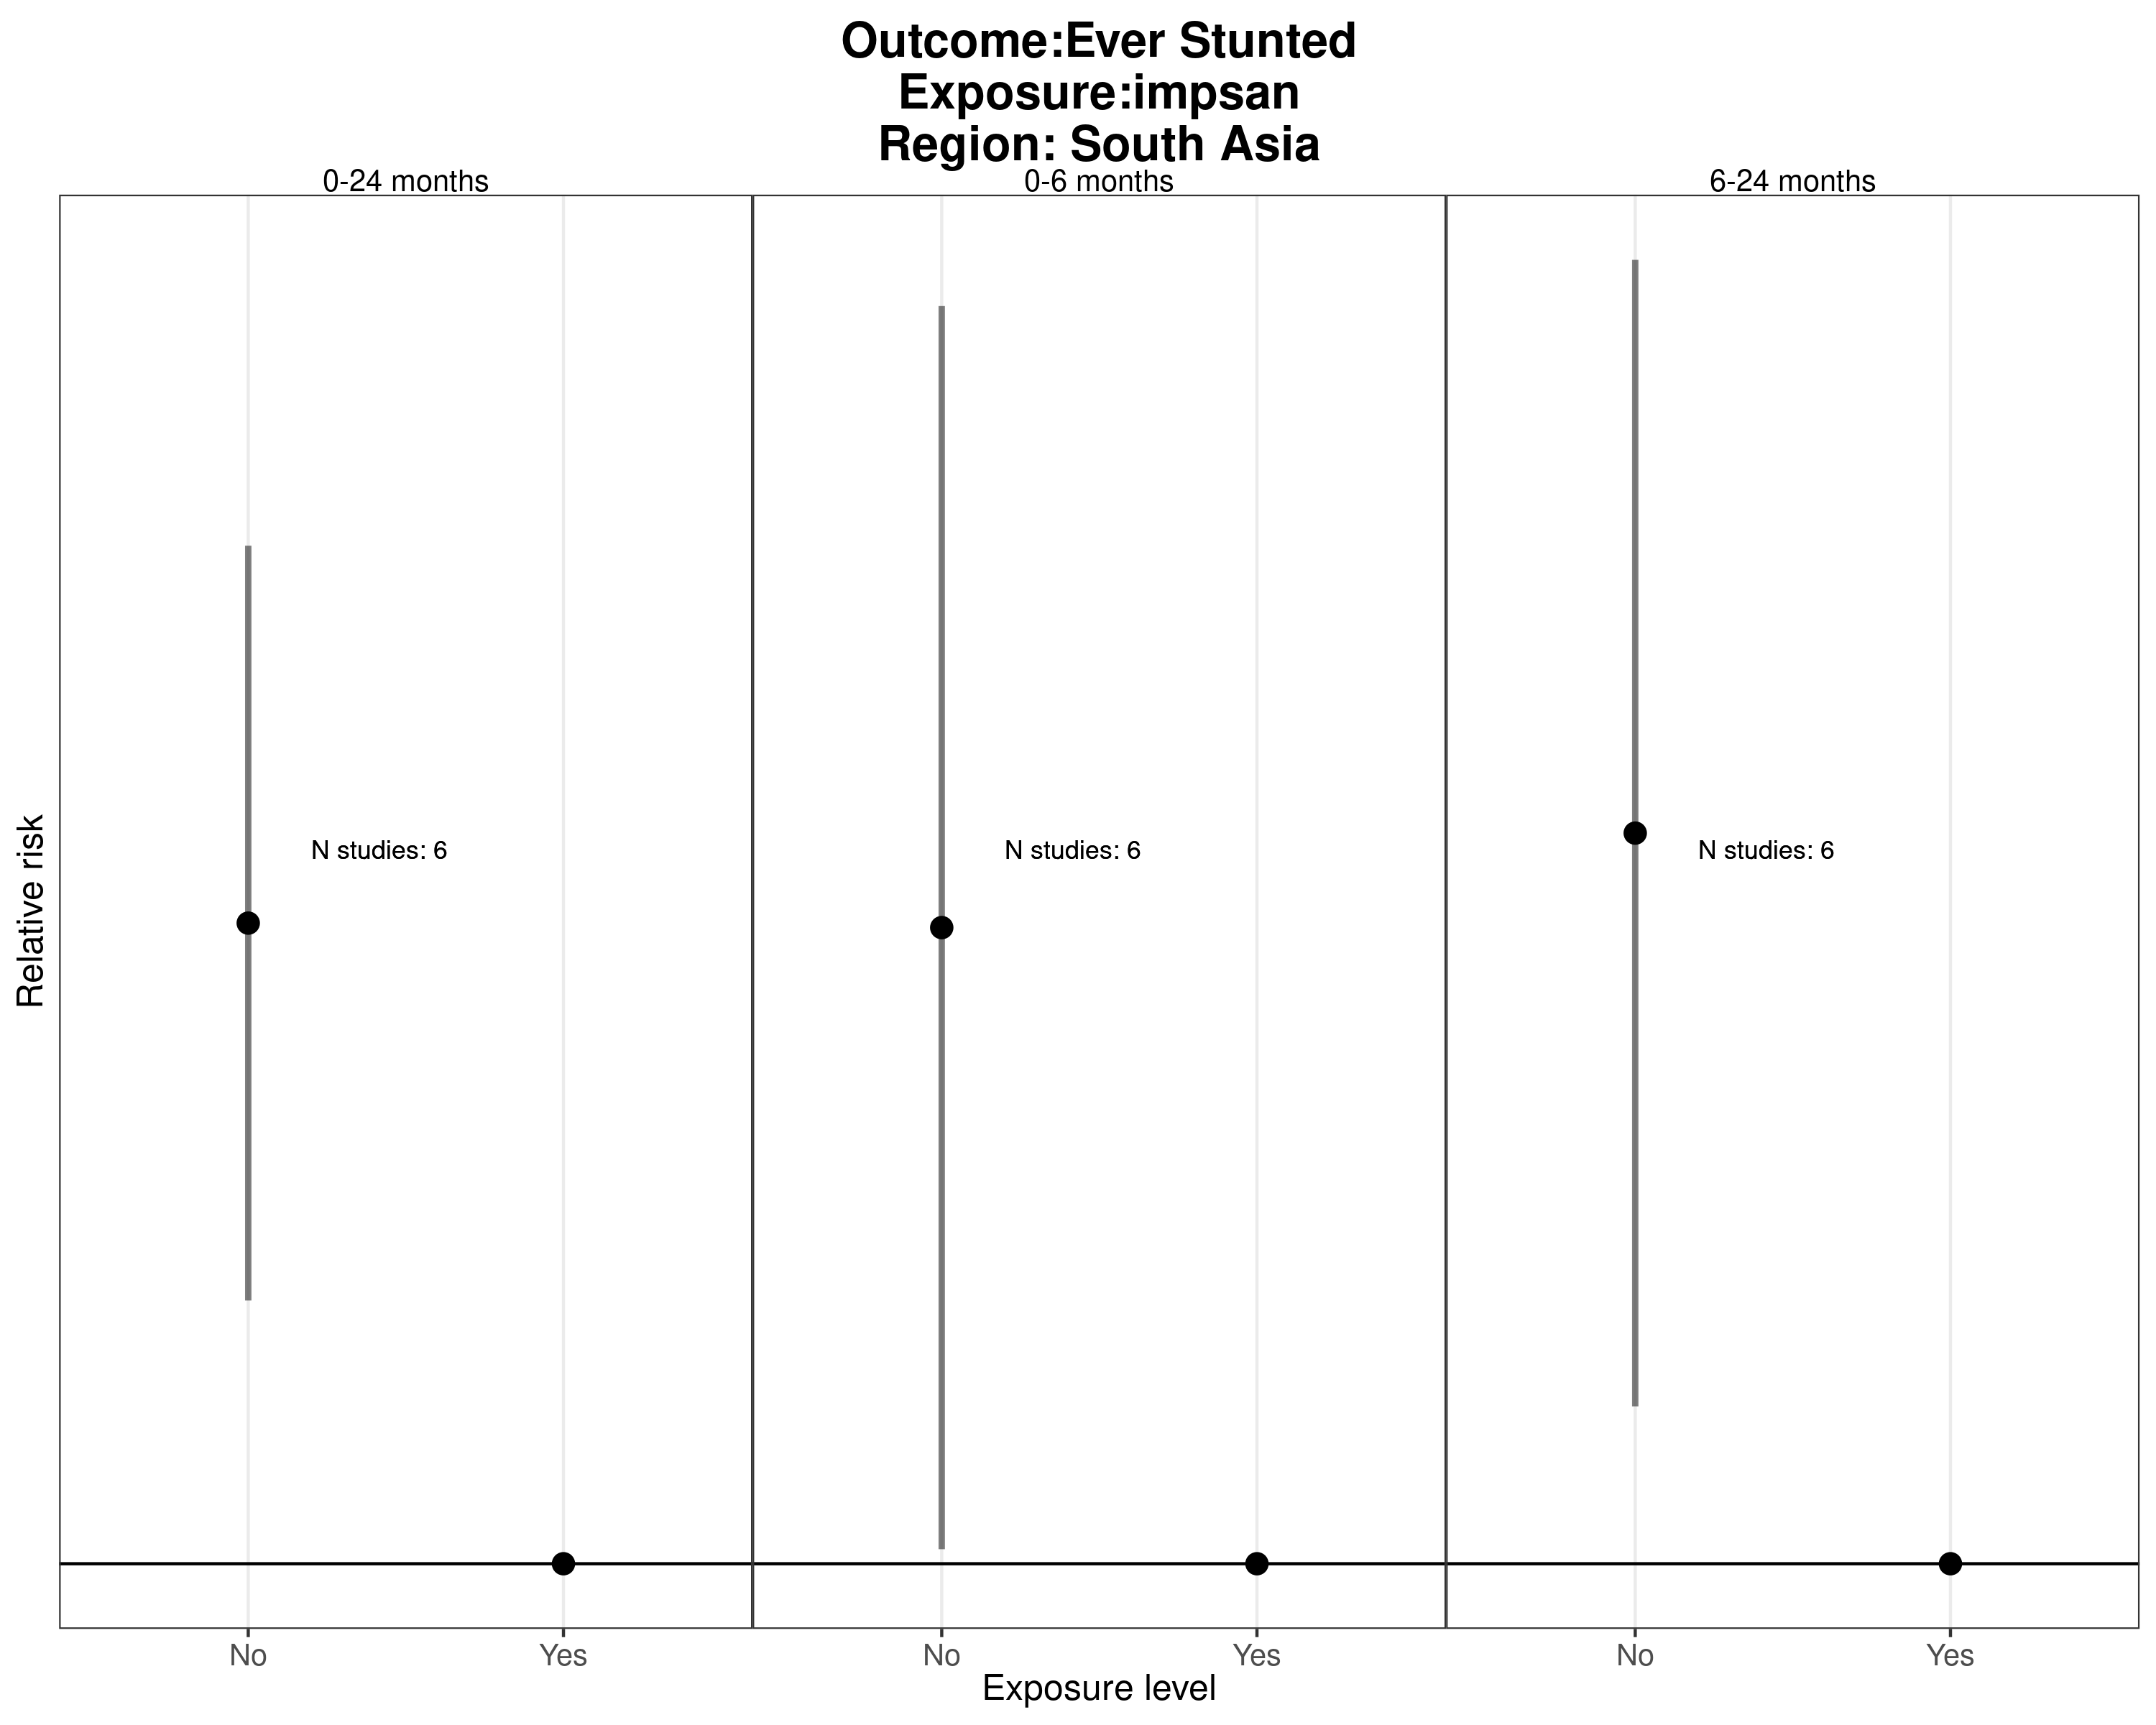 Outcome:Ever Stunted
Exposure:impsan
Region: South Asia
0-24 months
0-6 months
6-24 months
Relative risk
N studies: 6
N studies: 6
N studies: 6
No
Yes
No
Yes
No
Yes
Exposure level